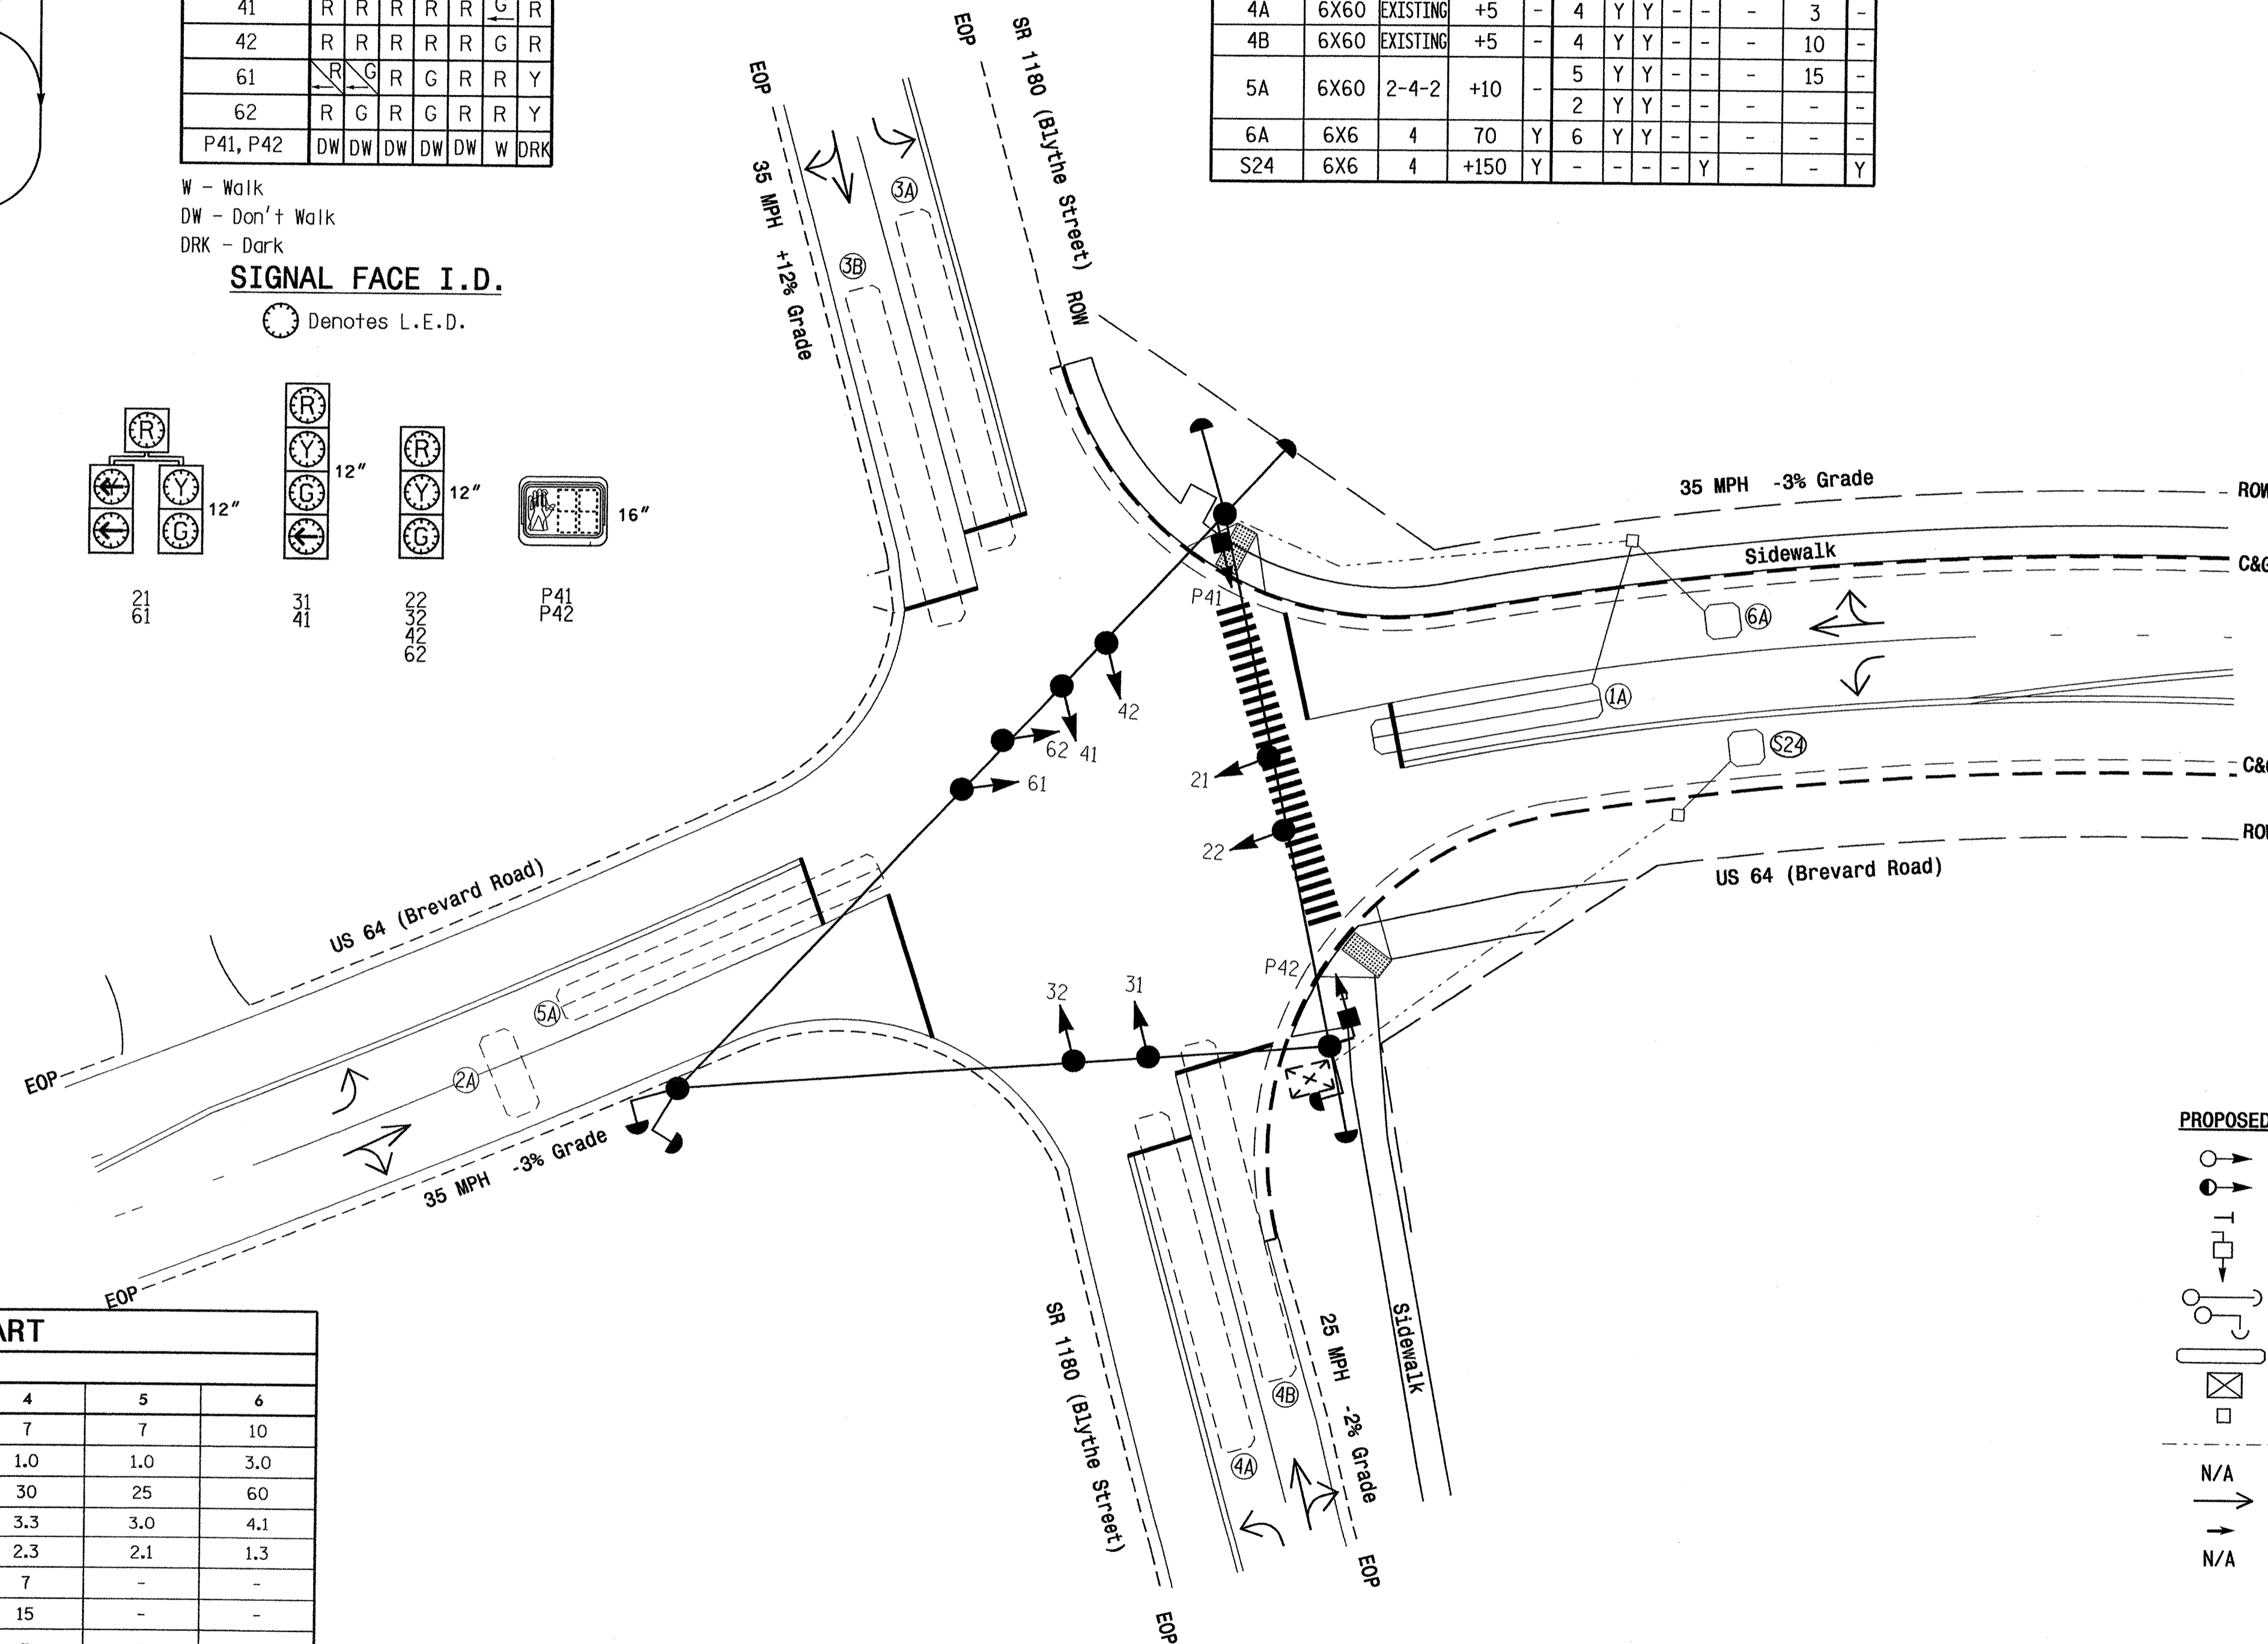 41 R R R R R G R
42 R R R R R G R
61 R G R G R R Y
62 R G R G R R Y
P41, P42 DW DW DW DW DW W DRK
W - Walk
DW - Don't Walk
DRK - Dark
SIGNAL FACE I.D.
Denotes L.E.D.
R
Y
G
12"
21
61
R
Y
G
12"
31
41
R
Y
G
12"
22
32
42
62
16"
P41
P42
4A 6X60 EXISTING +5 - 4 Y Y - - - 3 -
4B 6X60 EXISTING +5 - 4 Y Y - - - 10 -
5A 6X60 2-4-2 +10 - 5 Y Y - - - 15 -
2 Y Y - - - - -
6A 6X6 4 70 Y 6 Y Y - - - - -
S24 6X6 4 +150 Y - - - - Y - - Y
EOP
EOP
SR 1180 (Blythe Street)
ROW
35 MPH +12% Grade
3A
3B
35 MPH -3% Grade
ROW
Sidewalk
C&G
P41
6A
1A
S24
42
62 41
61
21
22
ROW
US 64 (Brevard Road)
US 64 (Brevard Road)
P42
32
31
5A
2A
EOP
35 MPH -3% Grade
EOP
SR 1180 (Blythe Street)
25 MPH -2% Grade
Sidewalk
4B
4A
EOP
EOP
PROPOSED
N/A
N/A
4 5 6
7 7 10
1.0 1.0 3.0
30 25 60
3.3 3.0 4.1
2.3 2.1 1.3
7 - -
15 - -